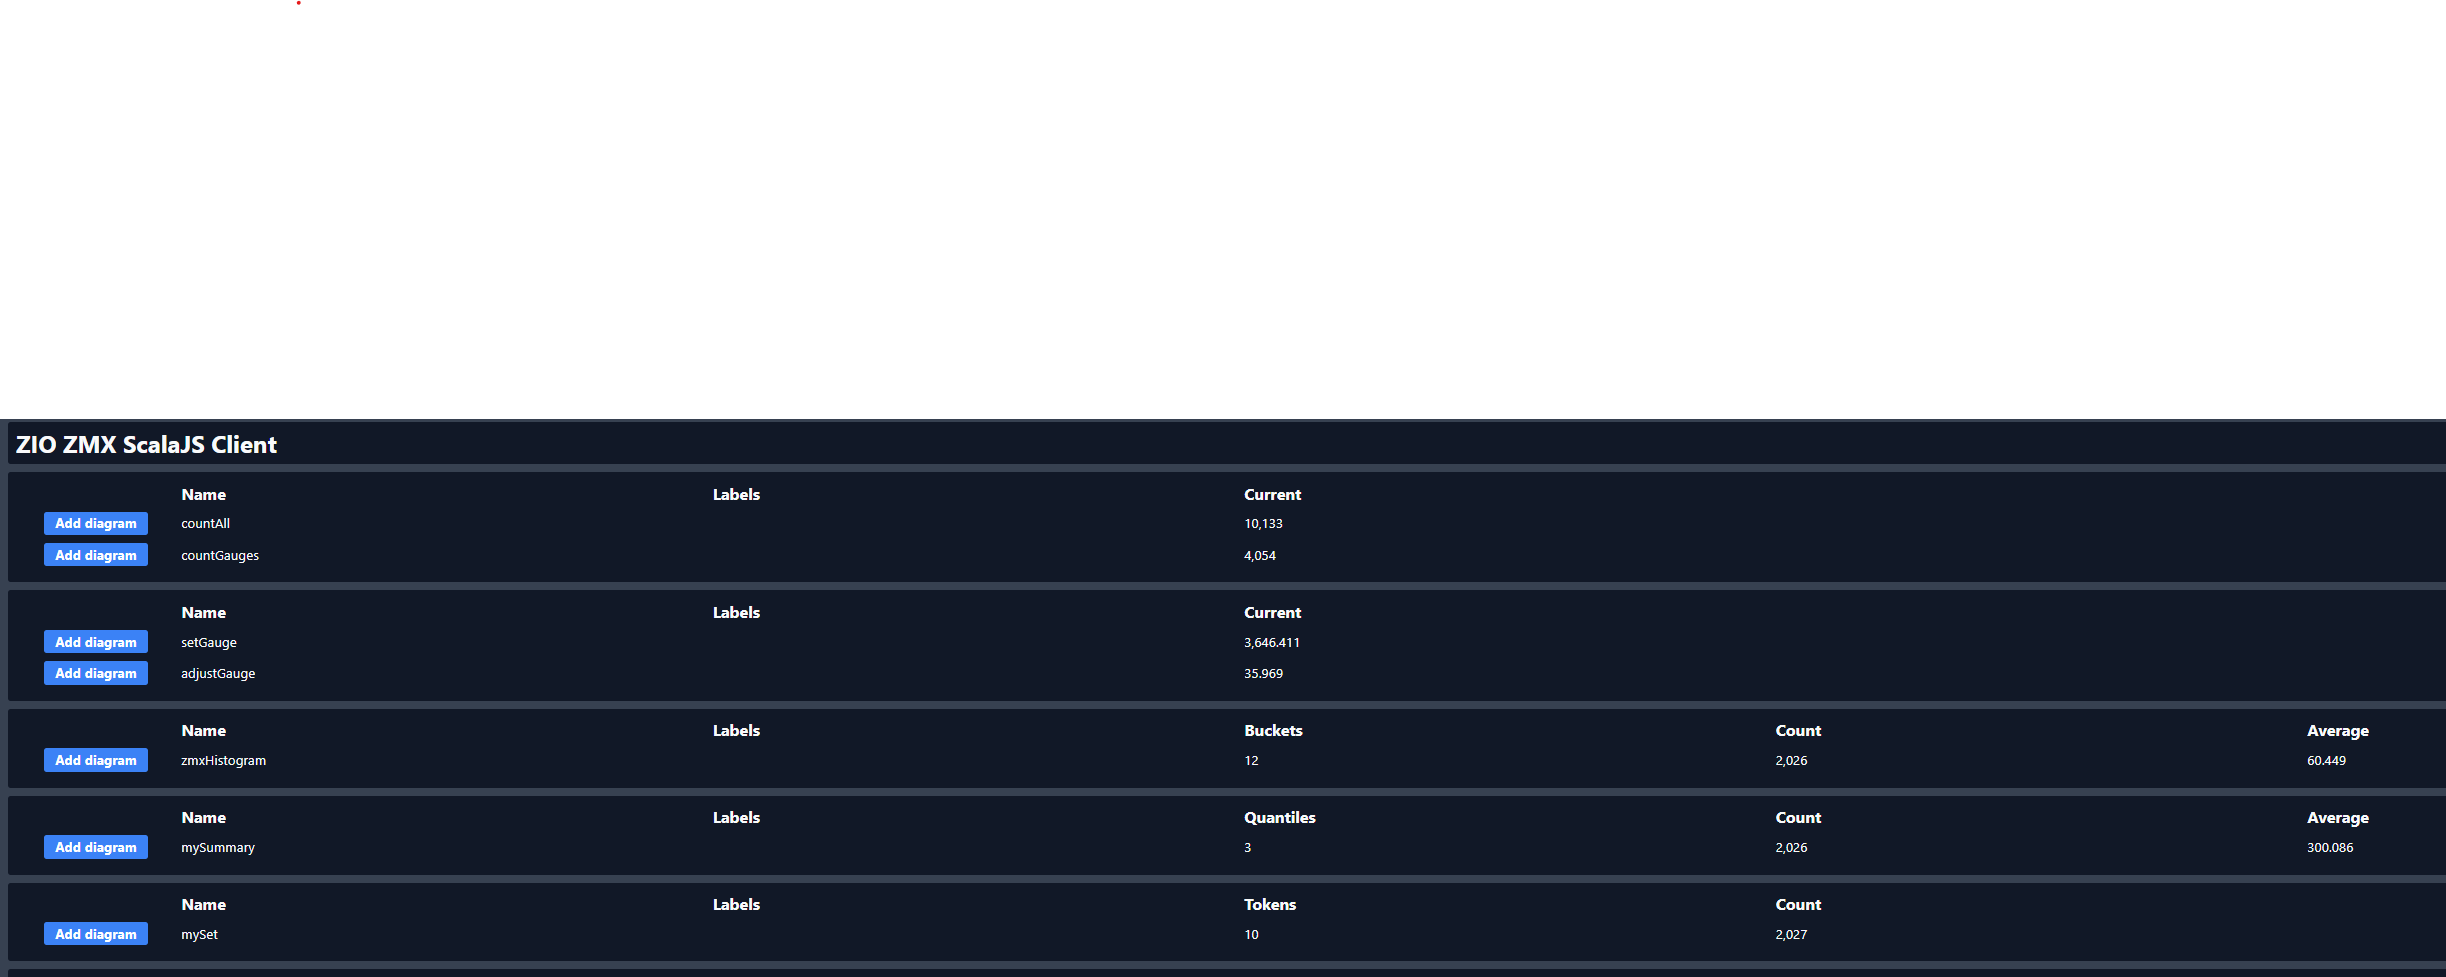 ZIO ZMX ScalaJS Client
Name Labels Current
Add diagram countAll 10,133
Add diagram countGauges 4,054
Name Labels Current
Add diagram setGauge 3,646.411
Add diagram adjustGauge 35.969
Name Labels Buckets Count Average
Add diagram zmxHistogram 12 2,026 60.449
Name Labels Quantiles Count Average
Add diagram mySummary 3 2,026 300.086
Name Labels Tokens Count
Add diagram mySet 10 2,027